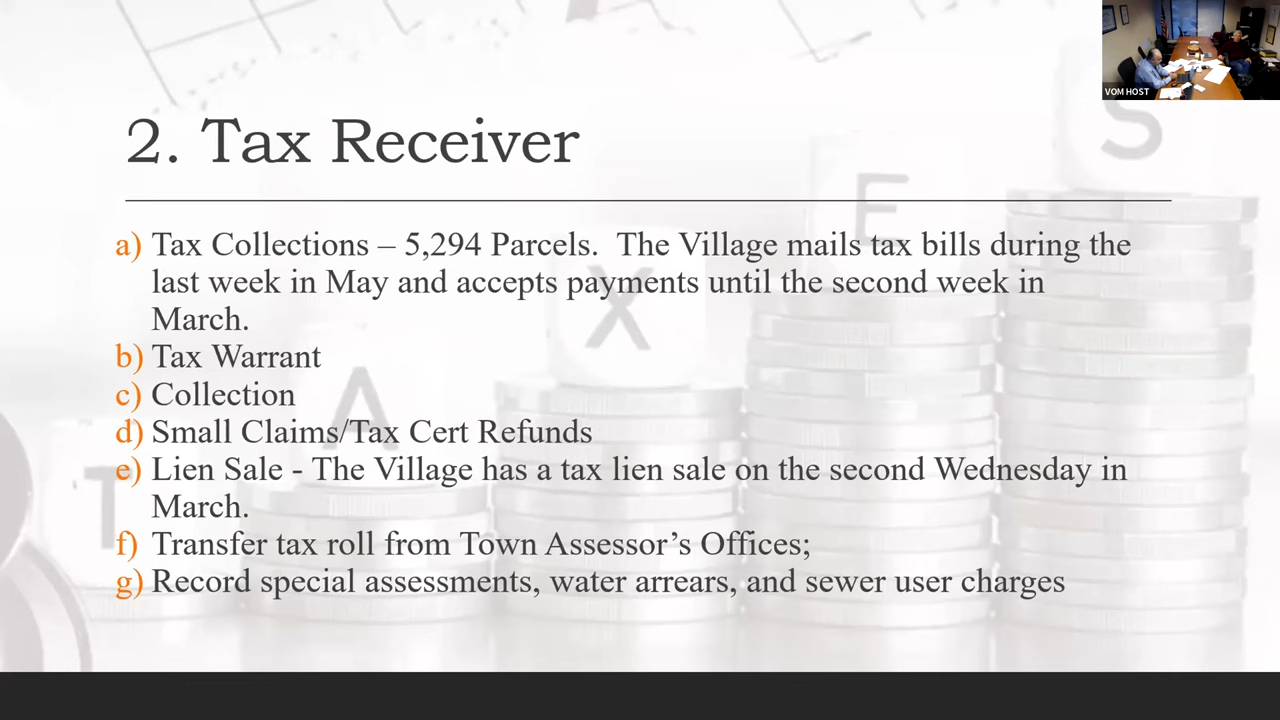 VOM HOST
2. Tax Receiver
a) Tax Collections – 5,294 Parcels.  The Village mails tax bills during the
last week in May and accepts payments until the second week in
March.
b) Tax Warrant
c) Collection
d) Small Claims/Tax Cert Refunds
e) Lien Sale - The Village has a tax lien sale on the second Wednesday in
March.
f) Transfer tax roll from Town Assessor’s Offices;
g) Record special assessments, water arrears, and sewer user charges
T
A
X
E
S